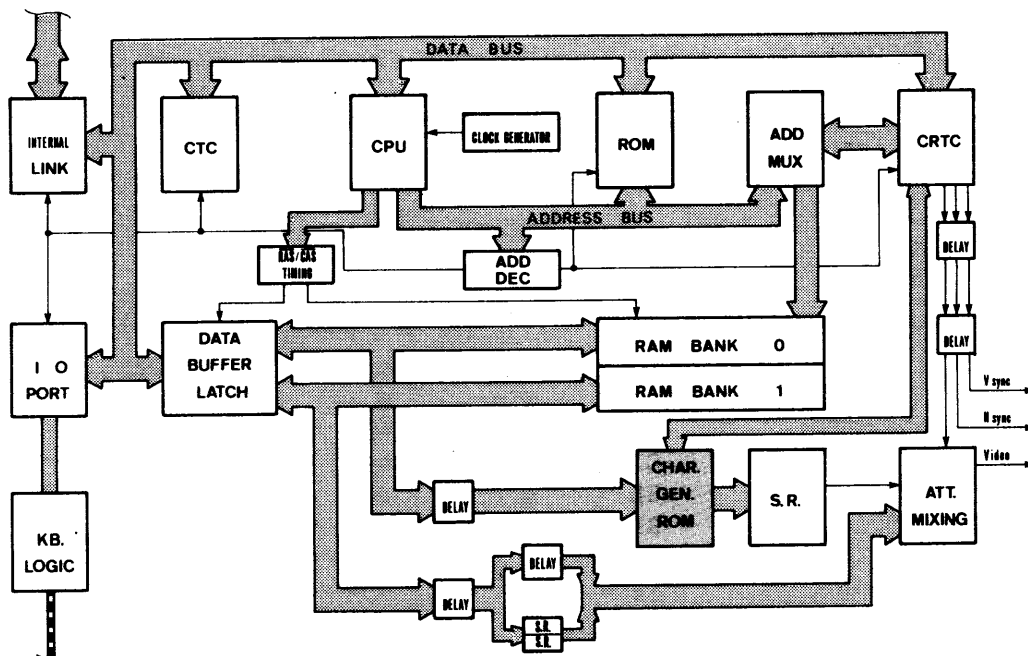 DATA BUS
INTERNAL
LINK
CTC
CPU
CLOCK GENERATOR
ROM
ADD
MUX
CRTC
ADDRESS BUS
RAS/CAS
TIMING
ADD
DEC
DELAY
DATA
BUFFER
LATCH
RAM BANK 0
RAM BANK 1
DELAY
I O
PORT
V sync
H sync
Video
CHAR.
GEN.
ROM
S.R.
ATT.
MIXING
DELAY
KB.
LOGIC
DELAY
DELAY
S.R.
S.R.